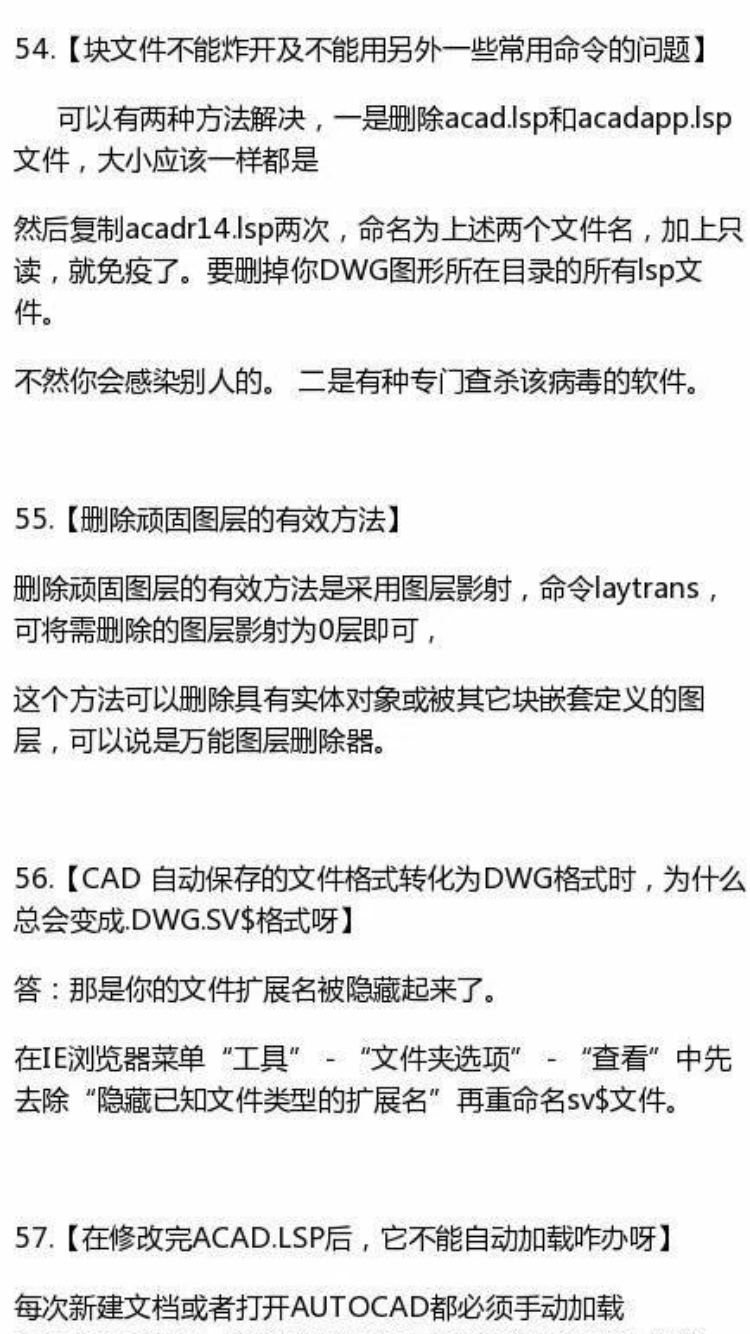 54.【块文件不能炸开及不能用另外一些常用命令的问题】
可以有两种方法解决，一是删除acad.lsp和acadapp.lsp
文件，大小应该一样都是
然后复制acadr14.lsp两次，命名为上述两个文件名，加上只
读，就免疫了。要删掉你DWG图形所在目录的所有lsp文
件。
不然你会感染别人的。 二是有种专门查杀该病毒的软件。
55.【删除顽固图层的有效方法】
删除顽固图层的有效方法是采用图层影射，命令laytrans，
可将需删除的图层影射为0层即可，
这个方法可以删除具有实体对象或被其它块嵌套定义的图
层，可以说是万能图层删除器。
56.【CAD 自动保存的文件格式转化为DWG格式时，为什么
总会变成.DWG.SV$格式呀】
答：那是你的文件扩展名被隐藏起来了。
在IE浏览器菜单“工具” - “文件夹选项” - “查看”中先
去除“隐藏已知文件类型的扩展名”再重命名sv$文件。
57.【在修改完ACAD.LSP后，它不能自动加载咋办呀】
每次新建文档或者打开AUTOCAD都必须手动加载